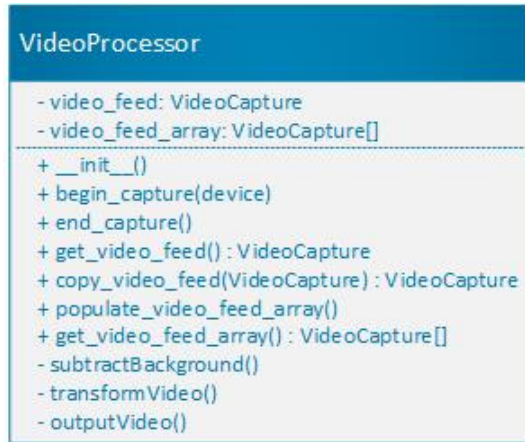 VideoProcessor
- video_feed: VideoCapture
- video_feed_array: VideoCapture[]
+ __init__()
+ begin_capture(device)
+ end_capture()
+ get_video_feed() : VideoCapture
+ copy_video_feed(VideoCapture) : VideoCapture
+ populate_video_feed_array()
+ get_video_feed_array() : VideoCapture[]
- subtractBackground()
- transformVideo()
- outputVideo()